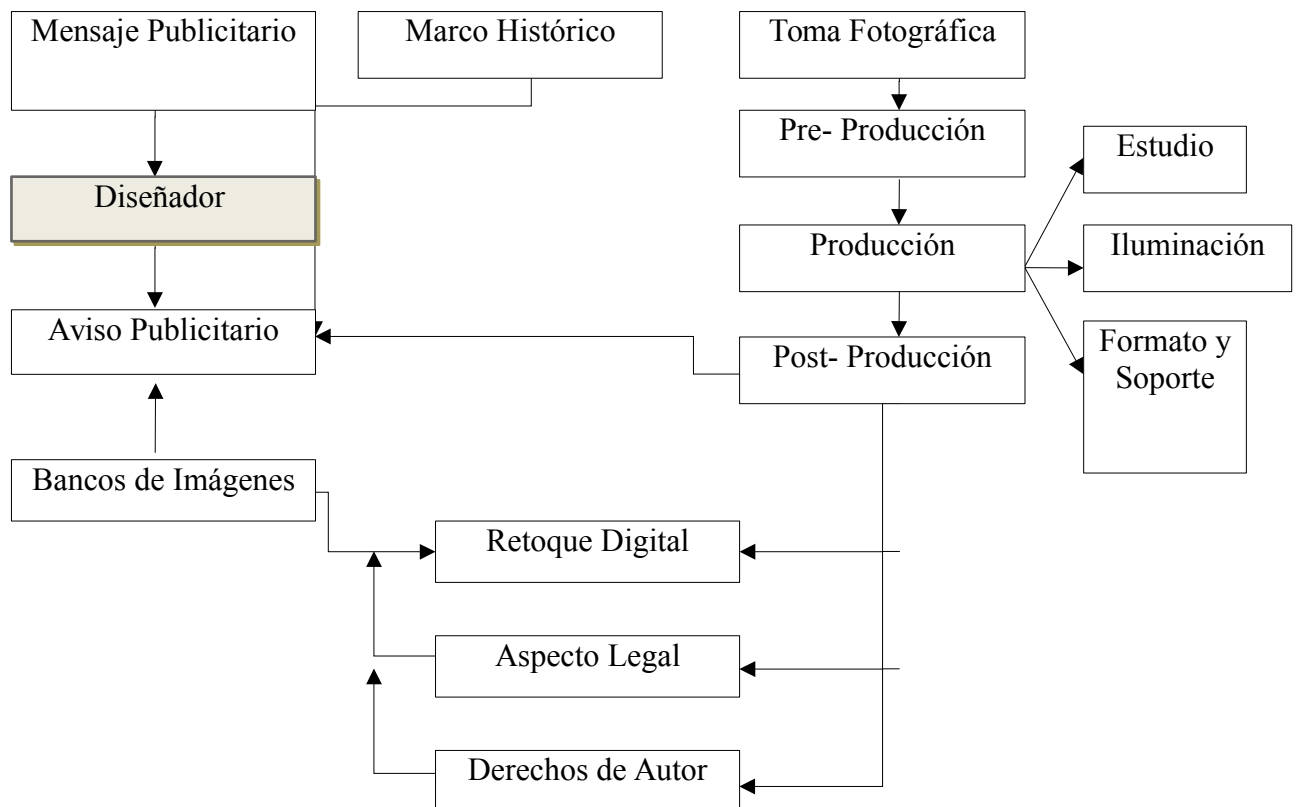 Mensaje Publicitario
Marco Histórico
Toma Fotográfica
Pre- Producción
Estudio
Diseñador
Producción
Iluminación
Aviso Publicitario
Post- Producción
Formato y
Soporte
Bancos de Imágenes
Retoque Digital
Aspecto Legal
Derechos de Autor